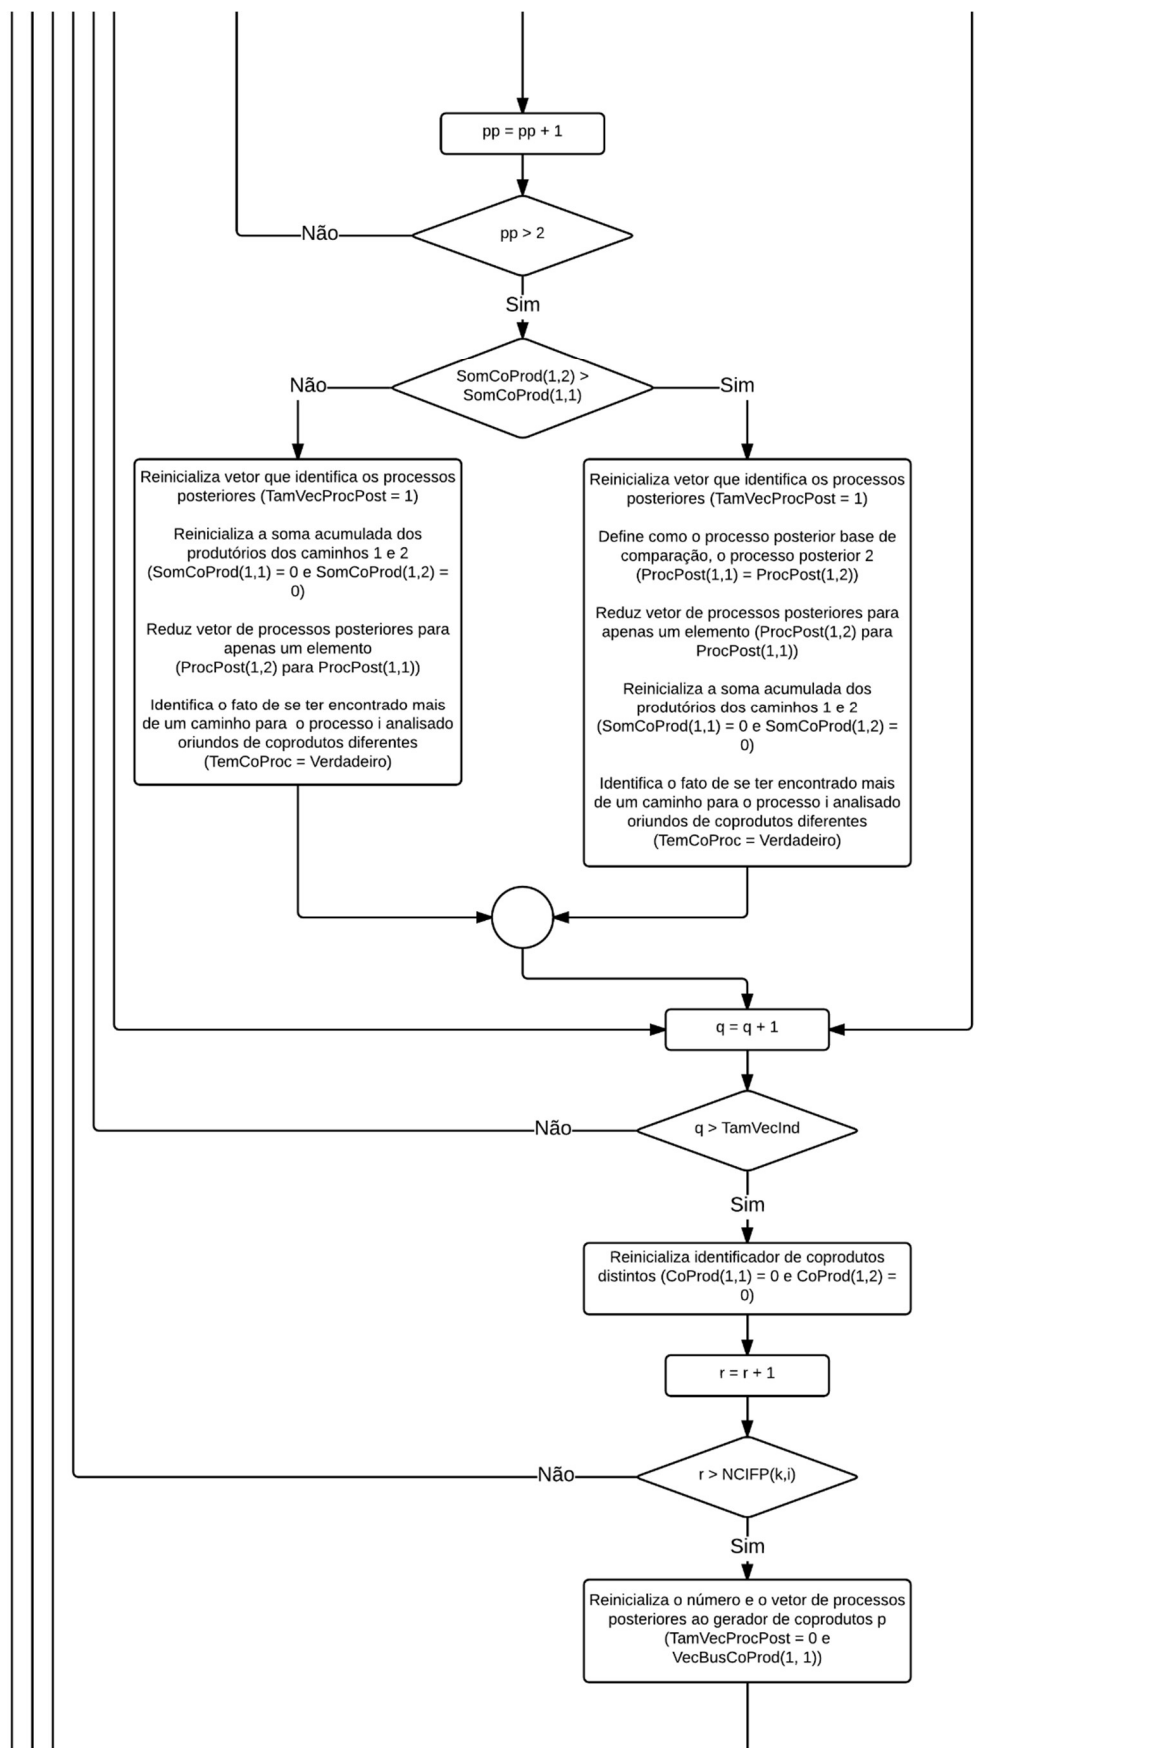 pp = pp + 1
pp > 2
Não
Sim
SomCoProd(1,2) >
SomCoProd(1,1)
Não
Sim
Reinicializa vetor que identifica os processos
posteriores (TamVecProcPost = 1)
Reinicializa a soma acumulada dos
produtórios dos caminhos 1 e 2
(SomCoProd(1,1) = 0 e SomCoProd(1,2) =
0)
Reduz vetor de processos posteriores para
apenas um elemento
(ProcPost(1,2) para ProcPost(1,1))
Identifica o fato de se ter encontrado mais
de um caminho para o processo i analisado
oriundos de coprodutos diferentes
(TemCoProc = Verdadeiro)
Reinicializa vetor que identifica os processos
posteriores (TamVecProcPost = 1)
Define como o processo posterior base de
comparação, o processo posterior 2
(ProcPost(1,1) = ProcPost(1,2))
Reduz vetor de processos posteriores para
apenas um elemento (ProcPost(1,2) para
ProcPost(1,1))
Reinicializa a soma acumulada dos
produtórios dos caminhos 1 e 2
(SomCoProd(1,1) = 0 e SomCoProd(1,2) =
0)
Identifica o fato de se ter encontrado mais
de um caminho para o processo i analisado
oriundos de coprodutos diferentes
(TemCoProc = Verdadeiro)
q = q + 1
q > TamVecInd
Não
Sim
Reinicializa identificador de coprodutos
distintos (CoProd(1,1) = 0 e CoProd(1,2) =
0)
r = r + 1
r > NCIFP(k,i)
Não
Sim
Reinicializa o número e o vetor de processos
posteriores ao gerador de coprodutos p
(TamVecProcPost = 0 e
VecBusCoProd(1, 1))